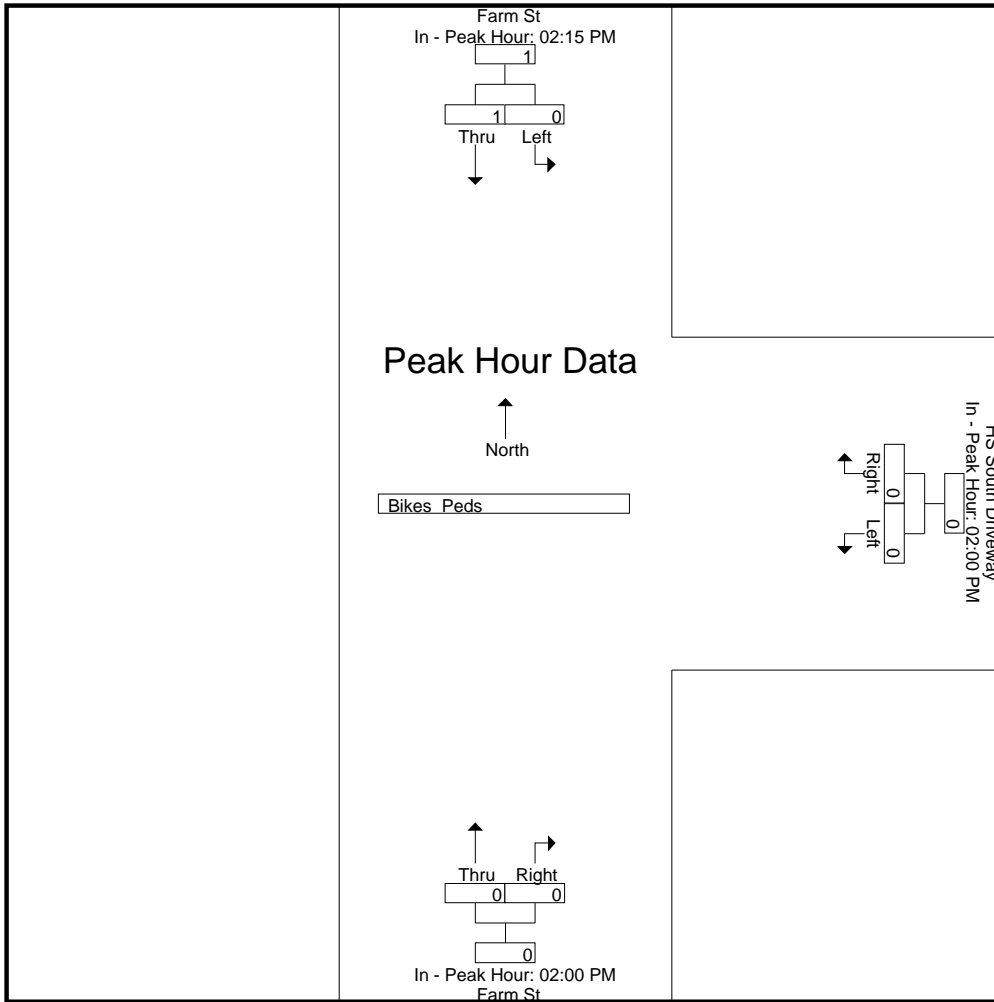 Farm St
In - Peak Hour: 02:15 PM
1
1 0
Thru Left
Peak Hour Data
North
Bikes Peds
HS South Driveway
In - Peak Hour: 02:00 PM
0
Right Left
0 0
Thru Right
0 0
0
In - Peak Hour: 02:00 PM
Farm St